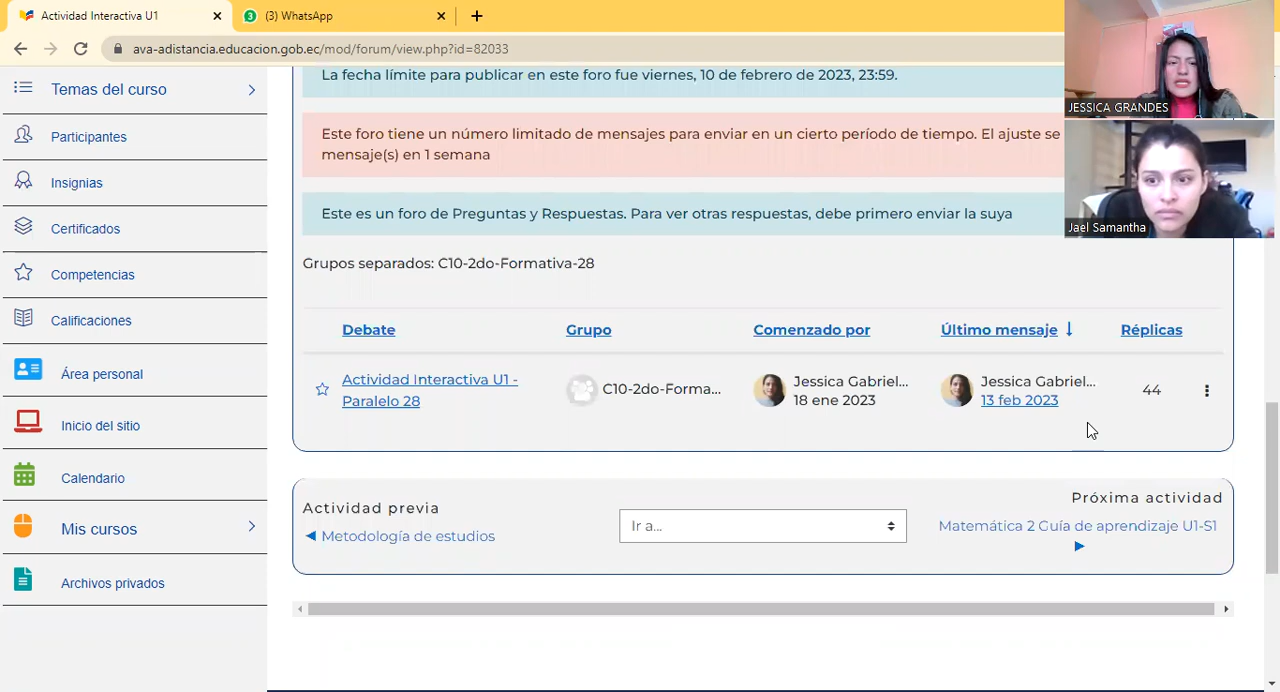 Actividad Interactiva U1
(3) WhatsApp
ava-adistancia.educacion.gob.ec/mod/forum/view.php?id=82033
JESSICA GRANDES
Jael Samantha
Temas del curso
Participantes
Insignias
Certificados
Competencias
Calificaciones
Área personal
Inicio del sitio
Calendario
Mis cursos
Archivos privados
La fecha límite para publicar en este foro fue viernes, 10 de febrero de 2023, 23:59.
Este foro tiene un número limitado de mensajes para enviar en un cierto período de tiempo. El ajuste se
mensaje(s) en 1 semana
Este es un foro de Preguntas y Respuestas. Para ver otras respuestas, debe primero enviar la suya
Grupos separados: C10-2do-Formativa-28
Debate Grupo Comenzado por Último mensaje Réplicas
Actividad Interactiva U1 -
Paralelo 28
C10-2do-Forma...
Jessica Gabriel...
18 ene 2023
Jessica Gabriel...
13 feb 2023
44
Actividad previa
Metodología de estudios
Ir a...
Próxima actividad
Matemática 2 Guía de aprendizaje U1-S1